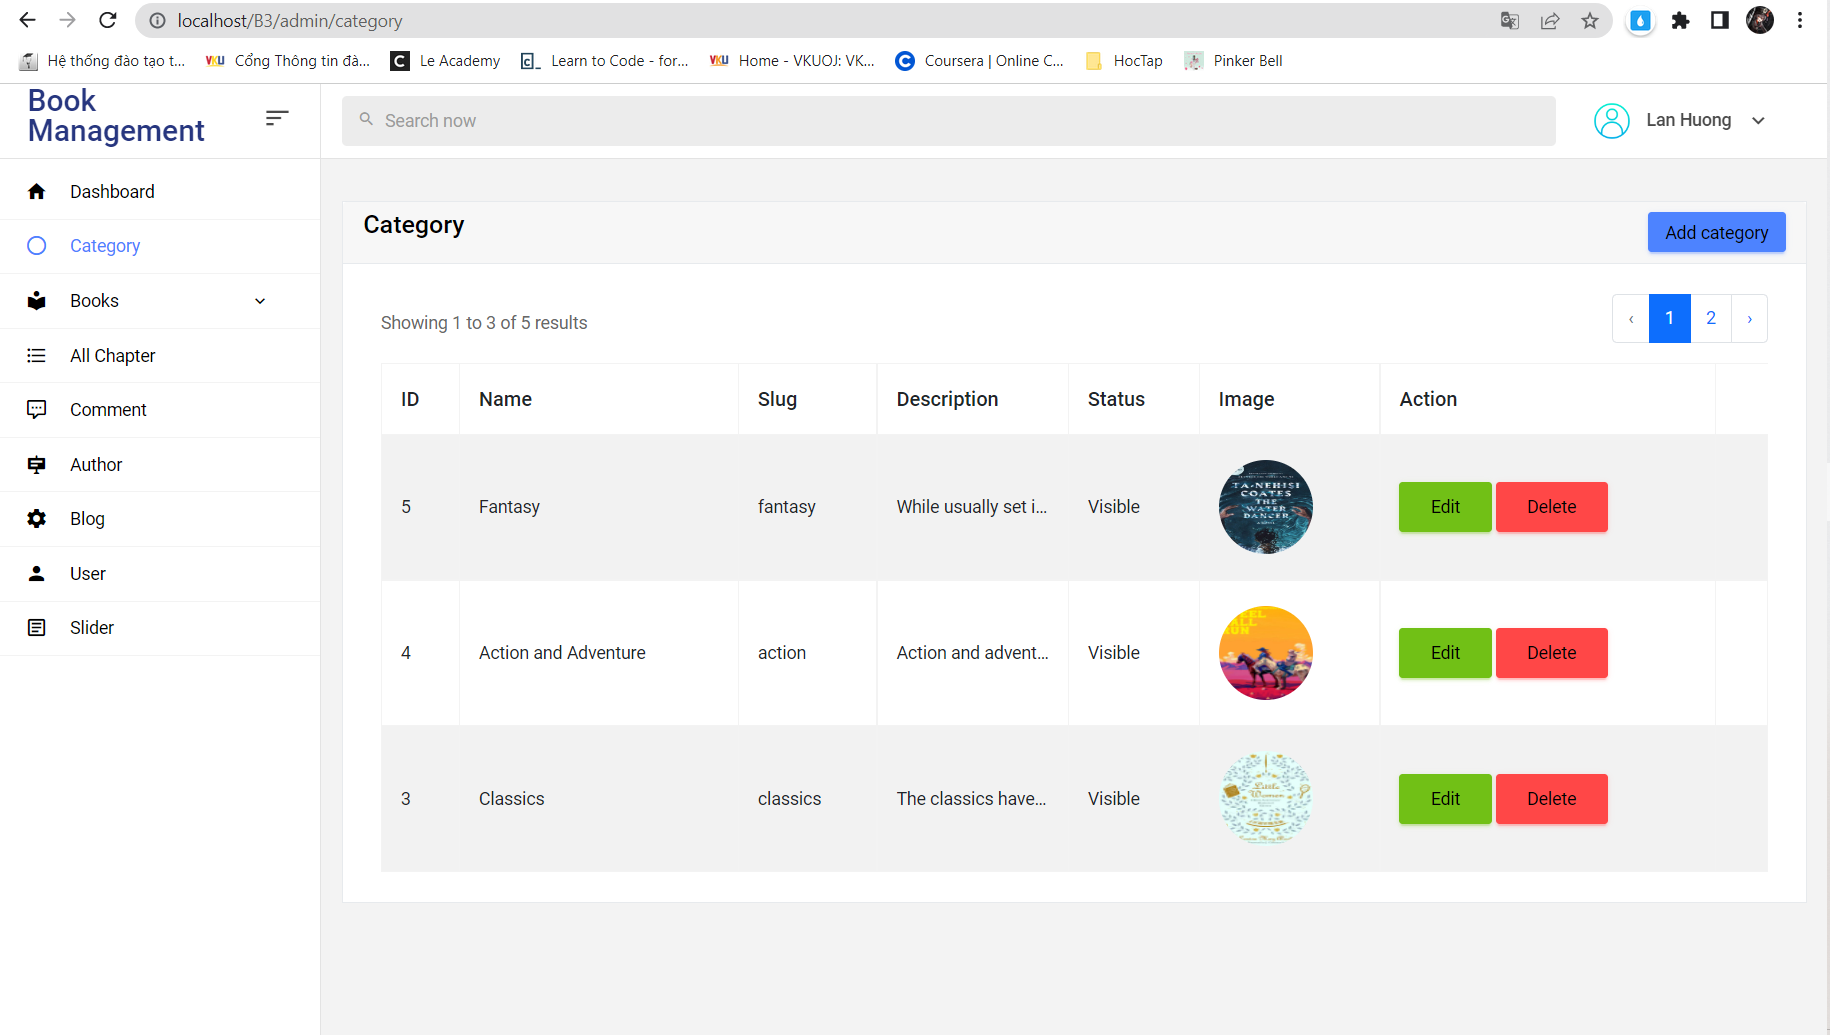 localhost/B3/admin/category
Hệ thống đào tạo t... Cổng Thông tin đà... Le Academy Learn to Code - for... Home - VKUOJ: VK... Coursera | Online C... HocTap Pinker Bell
Book
Management
Search now
Lan Huong
Dashboard
Category
Books
All Chapter
Comment
Author
Blog
User
Slider
Category
Add category
Showing 1 to 3 of 5 results
‹ 1 2 ›
ID Name Slug Description Status Image Action
5 Fantasy fantasy While usually set i... Visible Edit Delete
TA-NEHISI
COATES
THE
WATER
DANCER
4 Action and Adventure action Action and advent... Visible Edit Delete
RUN
3 Classics classics The classics have... Visible Edit Delete
Little
Women